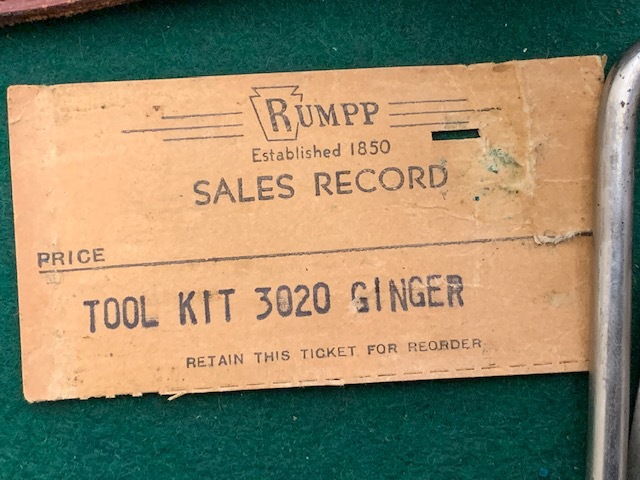 RUMPP
Established 1850
SALES RECORD
PRICE
TOOL KIT 3020 GINGER
RETAIN THIS TICKET FOR REORDER